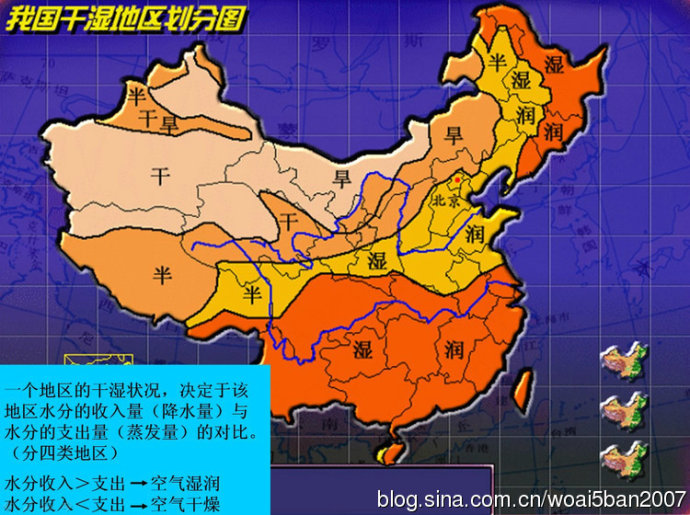 我国干湿地区划分图
俄 罗 斯
半
湿
湿
半
润
润
干
旱
旱
干
旱
北京
干
润
半
湿
半
湿
润
一个地区的干湿状况，决定于该
地区水分的收入量（降水量）与
水分的支出量（蒸发量）的对比。
（分四类地区）
水分收入＞支出→空气湿润
水分收入＜支出→空气干燥
blog.sina.com.cn/woai5ban2007